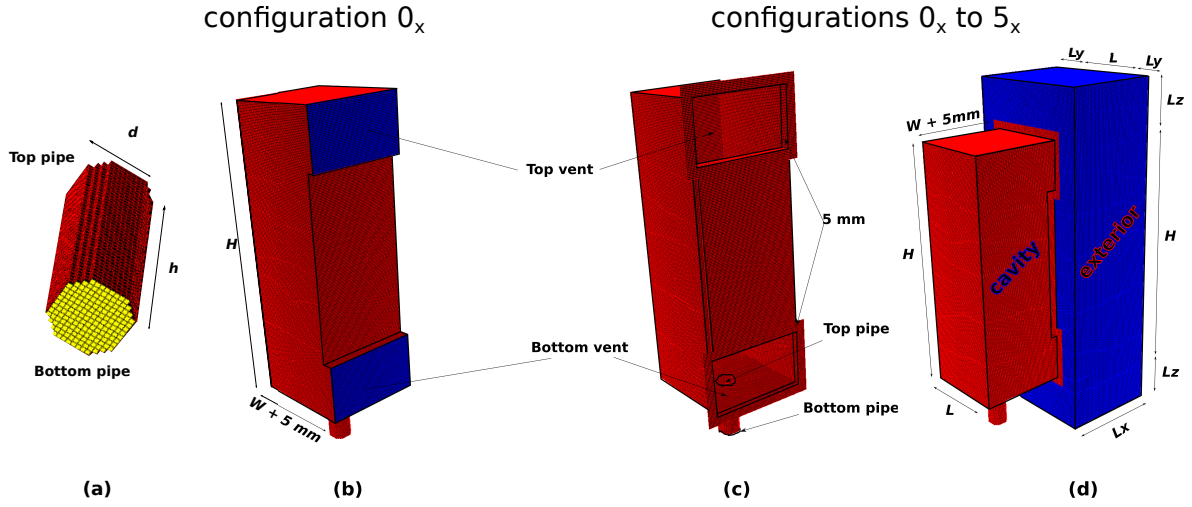 configuration 0x
configurations 0x to 5x
d
Top pipe
h
Bottom pipe
(a)
H
W + 5 mm
(b)
Top vent
Bottom vent
5 mm
Top pipe
Bottom pipe
(c)
Ly
L
Ly
Lz
W + 5mm
H
cavity
exterior
H
Lz
L
Lx
(d)